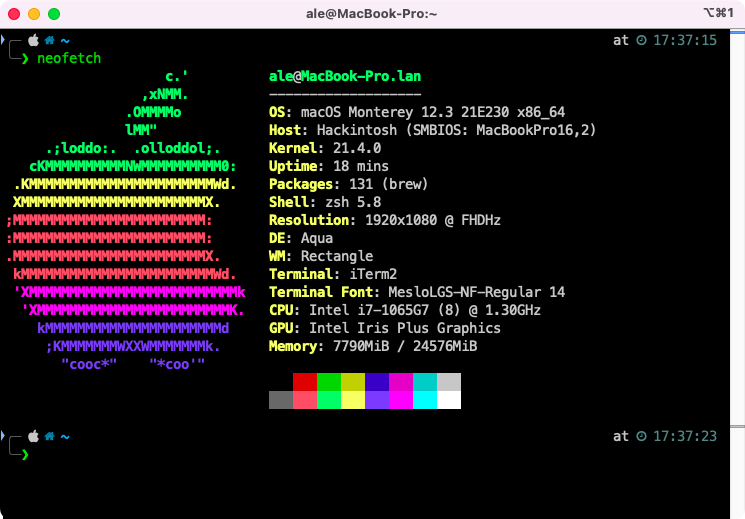 ale@MacBook-Pro:~
⌥⌘1
~ at 17:37:15
❯ neofetch
c.' ale@MacBook-Pro.lan
,xNMM. -------------------
.OMMMMo OS: macOS Monterey 12.3 21E230 x86_64
lMM" Host: Hackintosh (SMBIOS: MacBookPro16,2)
.;loddo:. .olloddol;. Kernel: 21.4.0
cKMMMMMMMMMMNWMMMMMMMMMM0: Uptime: 18 mins
.KMMMMMMMMMMMMMMMMMMMMMMMWd. Packages: 131 (brew)
XMMMMMMMMMMMMMMMMMMMMMMMX. Shell: zsh 5.8
;MMMMMMMMMMMMMMMMMMMMMMMM: Resolution: 1920x1080 @ FHDHz
:MMMMMMMMMMMMMMMMMMMMMMMM: DE: Aqua
.MMMMMMMMMMMMMMMMMMMMMMMMX. WM: Rectangle
kMMMMMMMMMMMMMMMMMMMMMMMMWd. Terminal: iTerm2
'XMMMMMMMMMMMMMMMMMMMMMMMMMMk Terminal Font: MesloLGS-NF-Regular 14
'XMMMMMMMMMMMMMMMMMMMMMMMMK. CPU: Intel i7-1065G7 (8) @ 1.30GHz
kMMMMMMMMMMMMMMMMMMMMMMd GPU: Intel Iris Plus Graphics
;KMMMMMMMWXXWMMMMMMMk. Memory: 7790MiB / 24576MiB
"cooc*" "*coo'"
~ at 17:37:23
❯